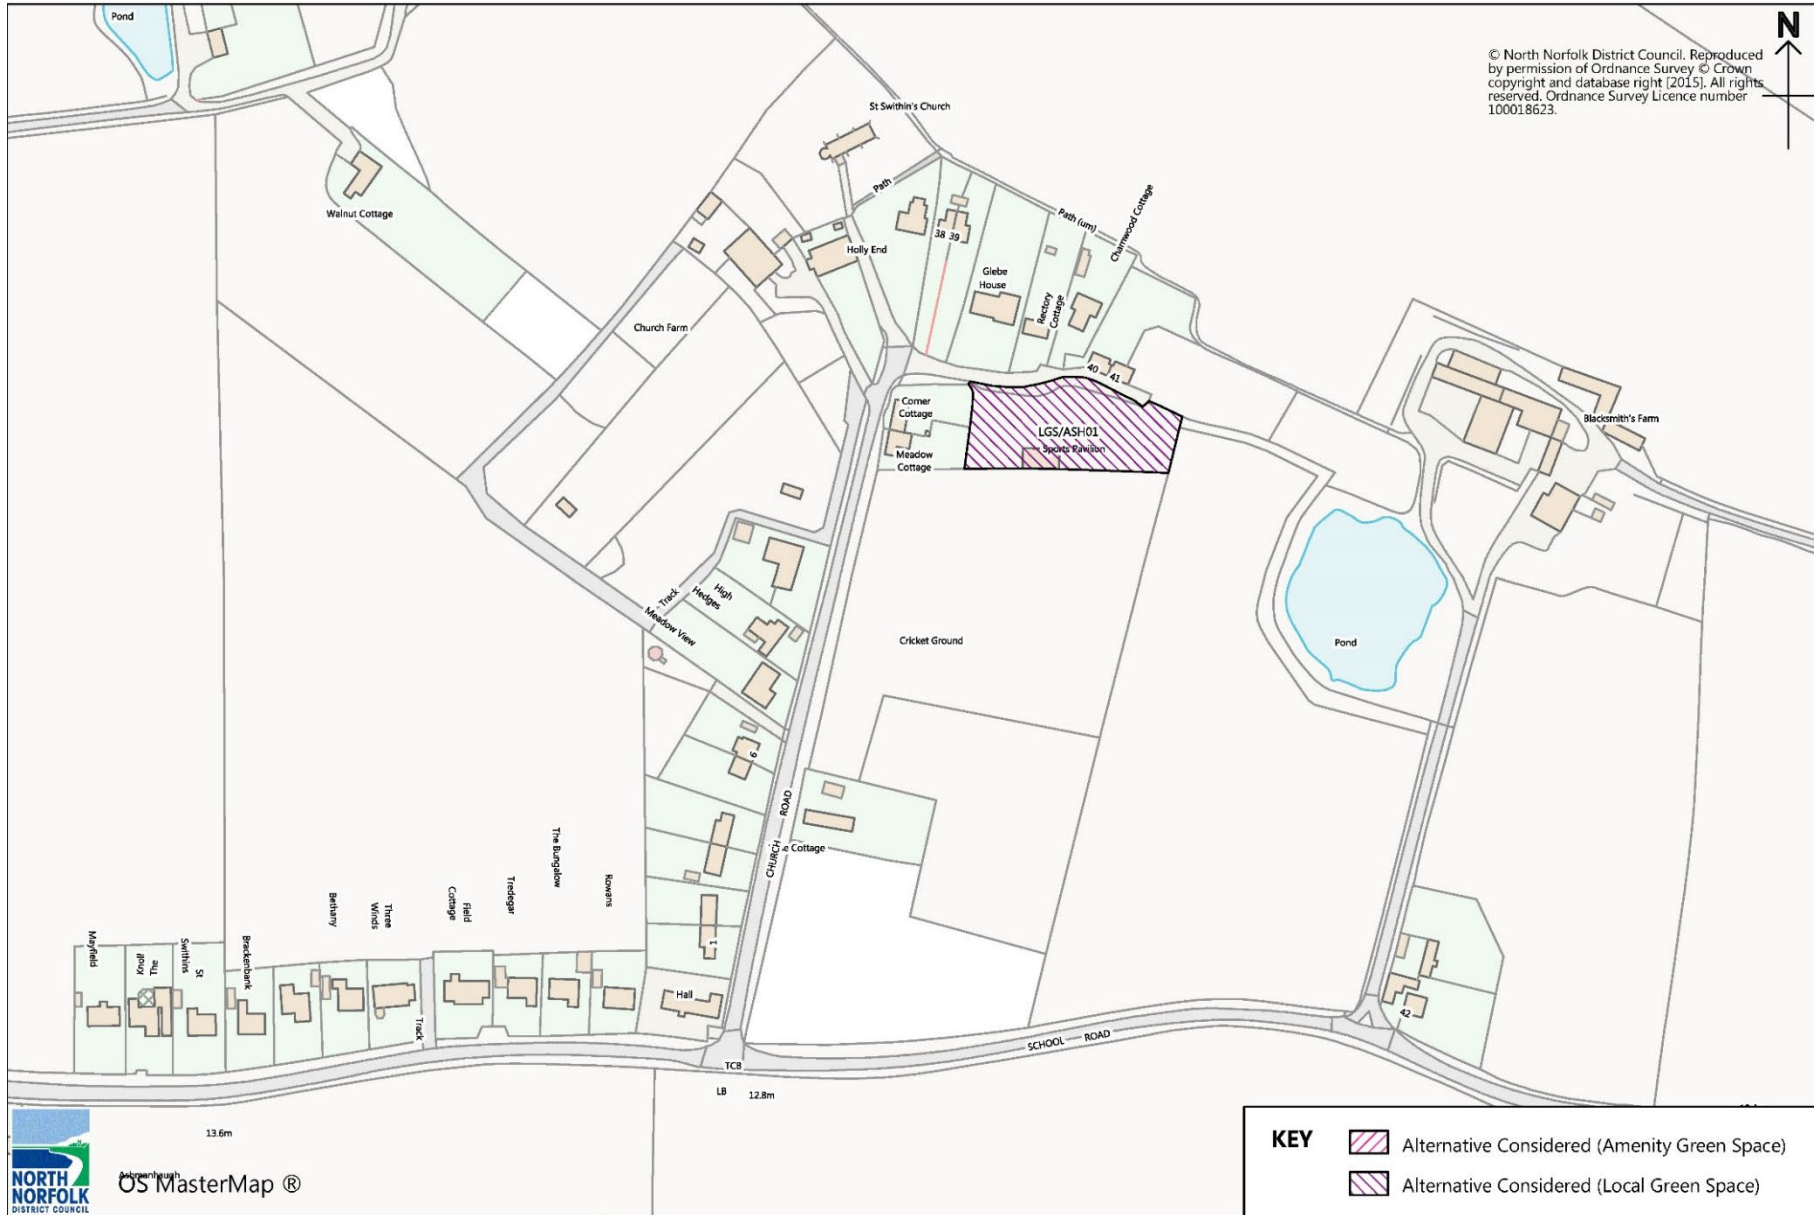 Pond
N
© North Norfolk District Council. Reproduced
by permission of Ordnance Survey © Crown
copyright and database right [2015]. All rights
reserved. Ordnance Survey Licence number
100018623.
St Swithin's Church
Path
Walnut Cottage
Holly End
38
39
Path (um)
Charnwood Cottage
Glebe
House
Rectory
Cottage
Church Farm
40
41
Corner
Cottage
Meadow
Cottage
LGS/ASH01
Sports Pavilion
Blacksmith's Farm
Track
High
Hedges
Meadow View
Cricket Ground
Pond
6
CHURCH ROAD
Cottage
Mayfield
The
Knoll
St
Swithins
Brackenbank
Bethany
Three
Winds
Field
Cottage
Tredegar
The Bungalow
Rowans
1
Hall
Track
42
SCHOOL ROAD
TCB
LB
12.8m
13.6m
Ashmanhaugh
OS MasterMap ®
NORTH
NORFOLK
DISTRICT COUNCIL
KEY
Alternative Considered (Amenity Green Space)
Alternative Considered (Local Green Space)